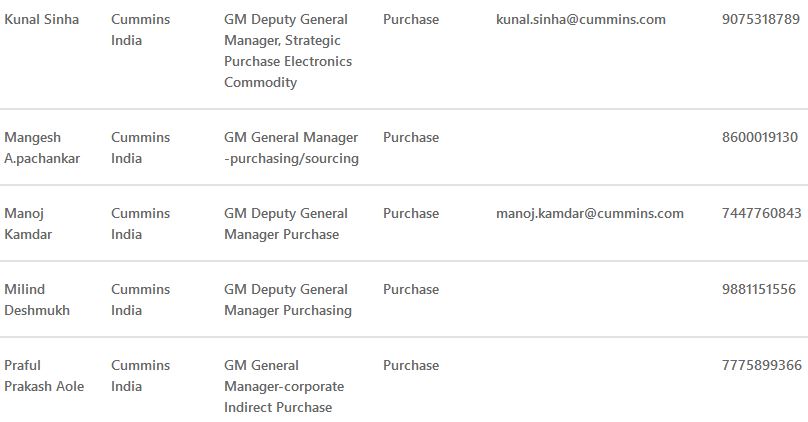 Kunal Sinha Cummins GM Deputy General Purchase kunal.sinha@cummins.com 9075318789
India Manager, Strategic
Purchase Electronics
Commodity
Mangesh Cummins GM General Manager Purchase 8600019130
A.pachankar India -purchasing/sourcing
Manoj Cummins GM Deputy General Purchase manoj.kamdar@cummins.com 7447760843
Kamdar India Manager Purchase
Milind Cummins GM Deputy General Purchase 9881151556
Deshmukh India Manager Purchasing
Praful Cummins GM General Purchase 7775899366
Prakash Aole India Manager-corporate
Indirect Purchase